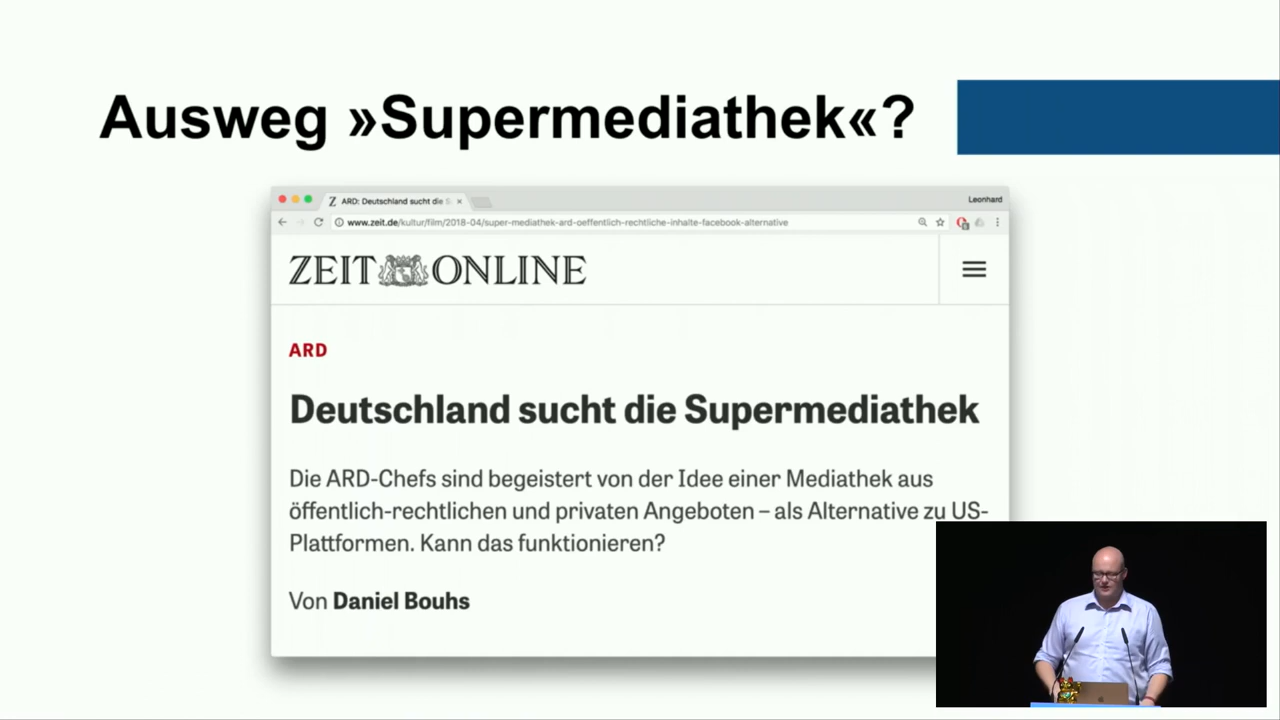 Ausweg »Supermediathek«?
ARD: Deutschland sucht die S
Leonhard
www.zeit.de/kultur/film/2018-04/super-mediathek-ard-oeffentlich-rechtliche-inhalte-facebook-alternative
ZEIT ONLINE
ARD
Deutschland sucht die Supermediathek
Die ARD-Chefs sind begeistert von der Idee einer Mediathek aus
öffentlich-rechtlichen und privaten Angeboten – als Alternative zu US-
Plattformen. Kann das funktionieren?
Von Daniel Bouhs